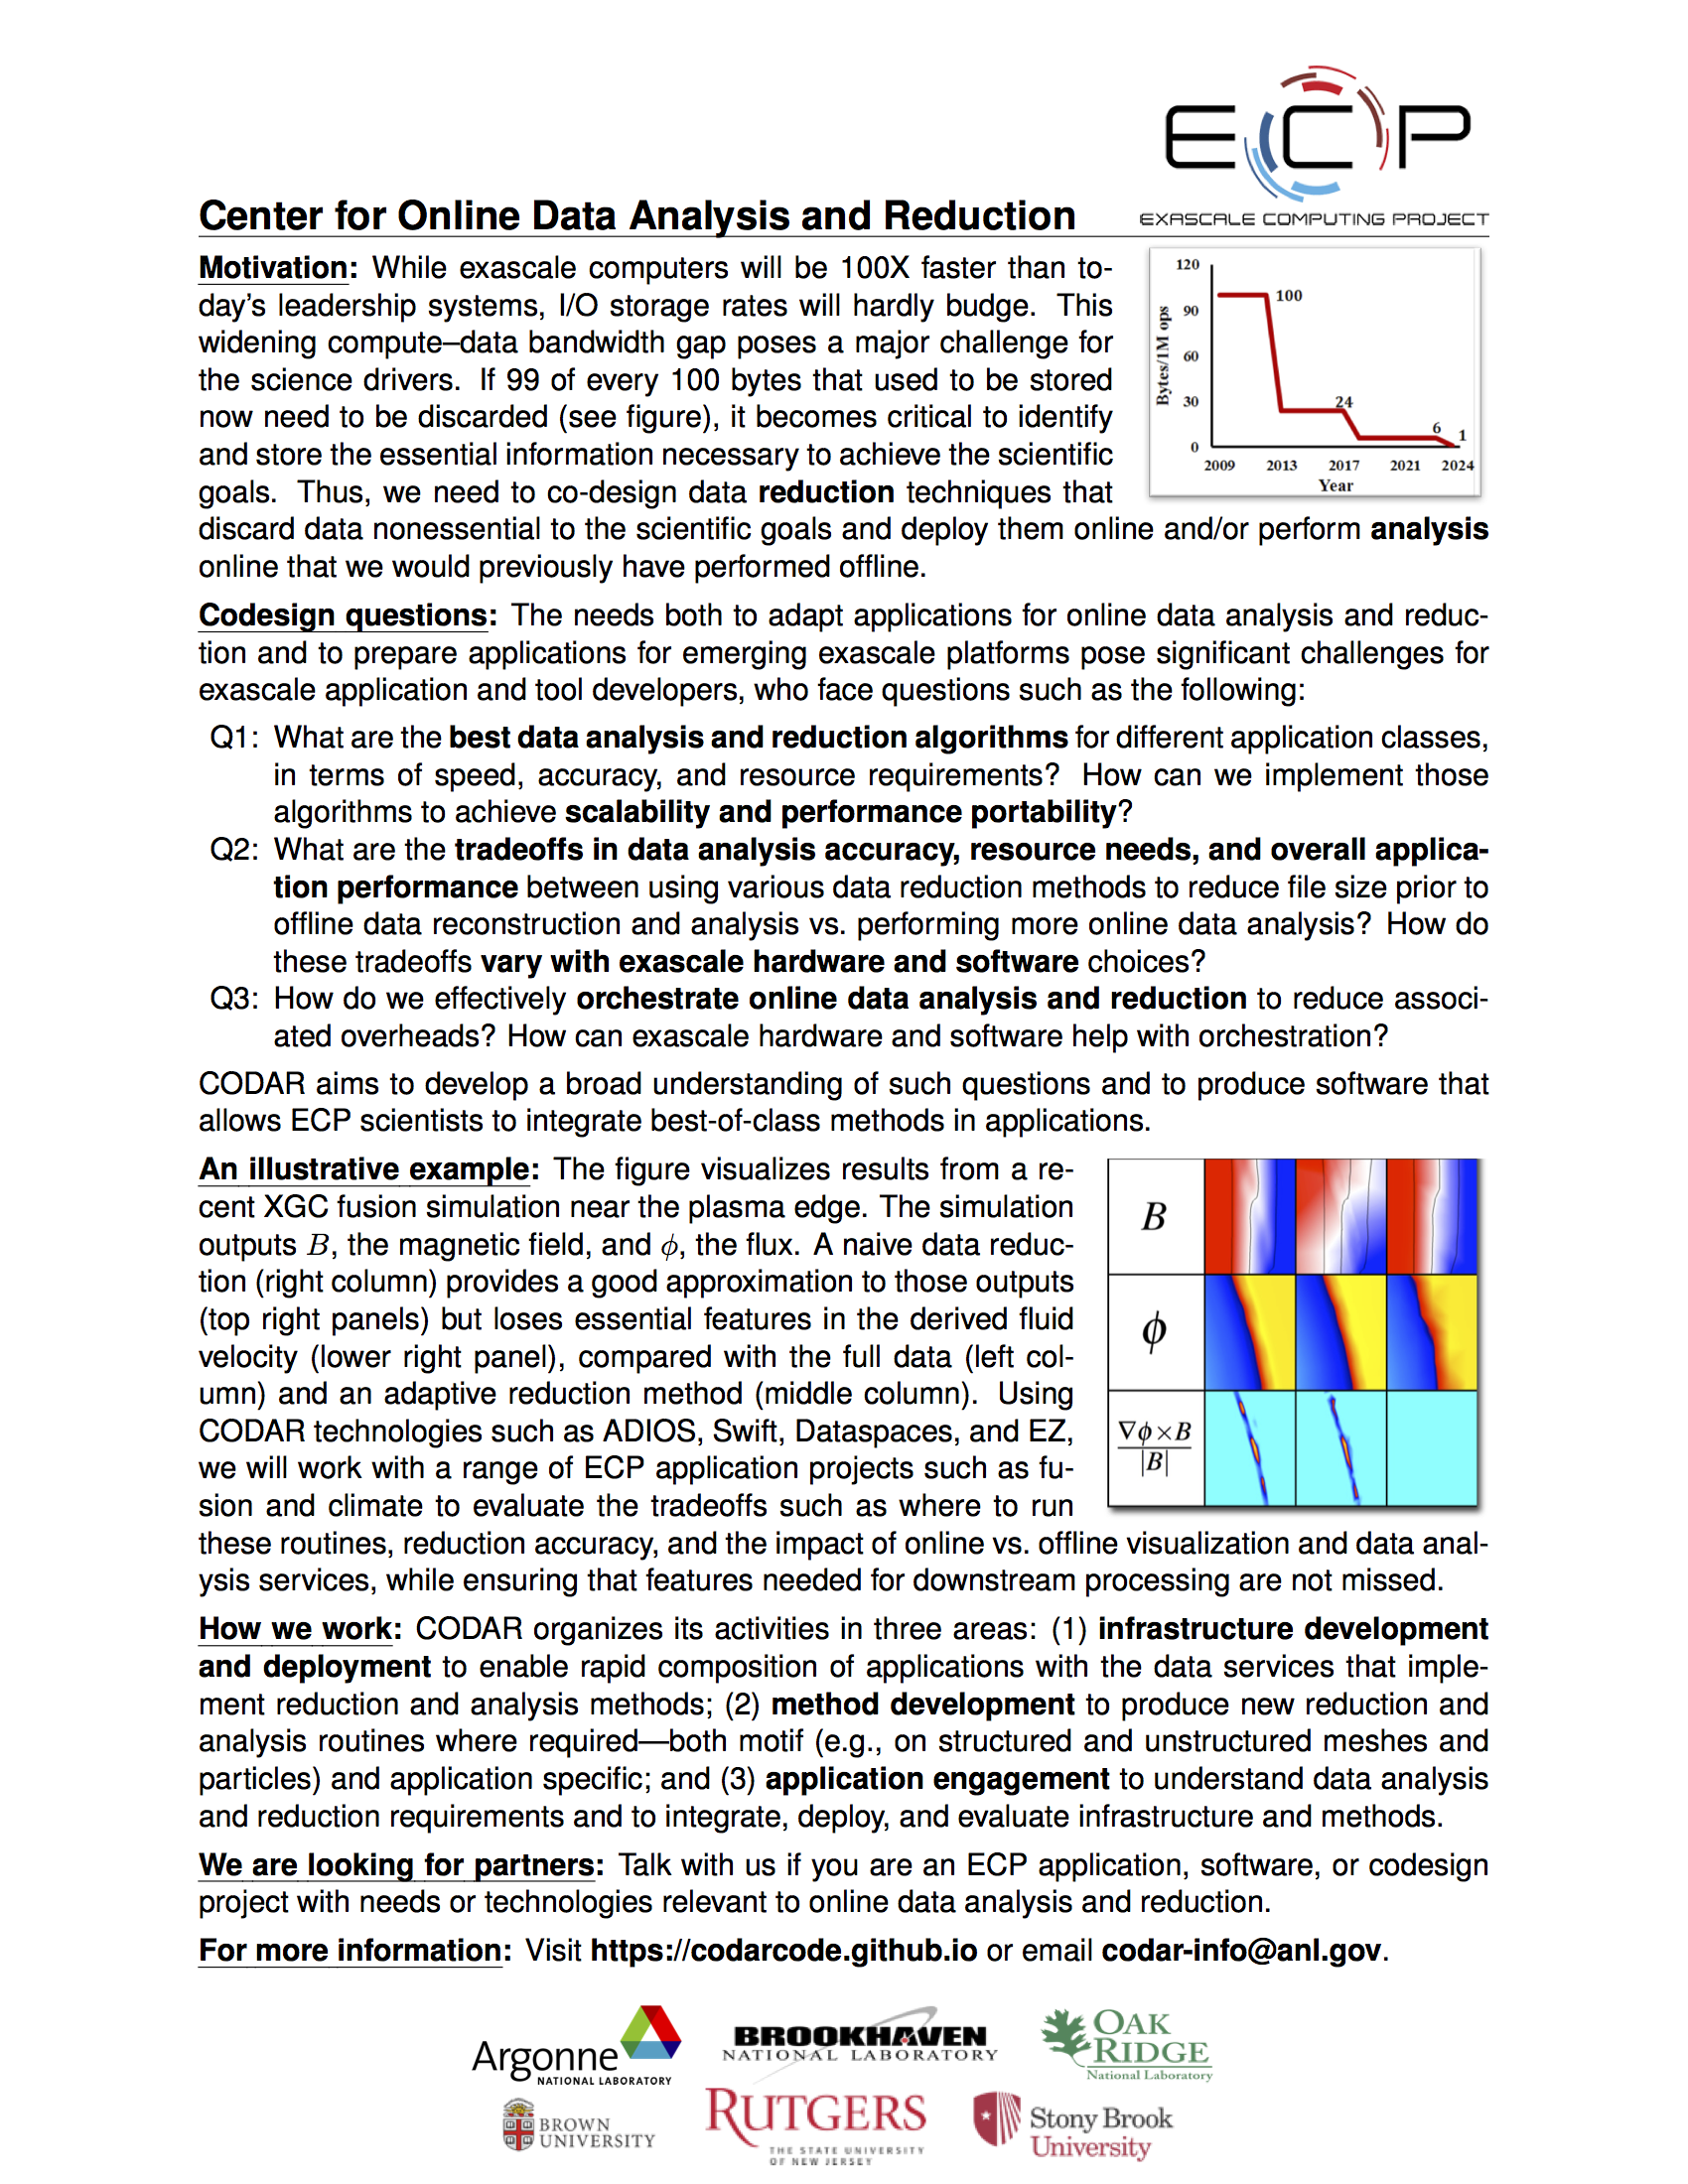 ECP
EXASCALE COMPUTING PROJECT
Center for Online Data Analysis and Reduction
Motivation: While exascale computers will be 100X faster than to-
day's leadership systems, I/O storage rates will hardly budge. This
widening compute–data bandwidth gap poses a major challenge for
the science drivers. If 99 of every 100 bytes that used to be stored
now need to be discarded (see figure), it becomes critical to identify
and store the essential information necessary to achieve the scientific
goals. Thus, we need to co-design data reduction techniques that
discard data nonessential to the scientific goals and deploy them online and/or perform analysis
online that we would previously have performed offline.
120
90
60
30
0
Bytes/1M ops
100
24
6
1
2009 2013 2017 2021 2024
Year
Codesign questions: The needs both to adapt applications for online data analysis and reduc-
tion and to prepare applications for emerging exascale platforms pose significant challenges for
exascale application and tool developers, who face questions such as the following:
Q1: What are the best data analysis and reduction algorithms for different application classes,
in terms of speed, accuracy, and resource requirements? How can we implement those
algorithms to achieve scalability and performance portability?
Q2: What are the tradeoffs in data analysis accuracy, resource needs, and overall applica-
tion performance between using various data reduction methods to reduce file size prior to
offline data reconstruction and analysis vs. performing more online data analysis? How do
these tradeoffs vary with exascale hardware and software choices?
Q3: How do we effectively orchestrate online data analysis and reduction to reduce associ-
ated overheads? How can exascale hardware and software help with orchestration?
CODAR aims to develop a broad understanding of such questions and to produce software that
allows ECP scientists to integrate best-of-class methods in applications.
An illustrative example: The figure visualizes results from a re-
cent XGC fusion simulation near the plasma edge. The simulation
outputs B, the magnetic field, and ϕ, the flux. A naive data reduc-
tion (right column) provides a good approximation to those outputs
(top right panels) but loses essential features in the derived fluid
velocity (lower right panel), compared with the full data (left col-
umn) and an adaptive reduction method (middle column). Using
CODAR technologies such as ADIOS, Swift, Dataspaces, and EZ,
we will work with a range of ECP application projects such as fu-
sion and climate to evaluate the tradeoffs such as where to run
these routines, reduction accuracy, and the impact of online vs. offline visualization and data anal-
ysis services, while ensuring that features needed for downstream processing are not missed.
B
ϕ
∇ϕ×B
|B|
How we work: CODAR organizes its activities in three areas: (1) infrastructure development
and deployment to enable rapid composition of applications with the data services that imple-
ment reduction and analysis methods; (2) method development to produce new reduction and
analysis routines where required—both motif (e.g., on structured and unstructured meshes and
particles) and application specific; and (3) application engagement to understand data analysis
and reduction requirements and to integrate, deploy, and evaluate infrastructure and methods.
We are looking for partners: Talk with us if you are an ECP application, software, or codesign
project with needs or technologies relevant to online data analysis and reduction.
For more information: Visit https://codarcode.github.io or email codar-info@anl.gov.
Argonne
NATIONAL LABORATORY
BROOKHAVEN
NATIONAL LABORATORY
OAK
RIDGE
National Laboratory
BROWN
UNIVERSITY
RUTGERS
THE STATE UNIVERSITY
OF NEW JERSEY
Stony Brook
University